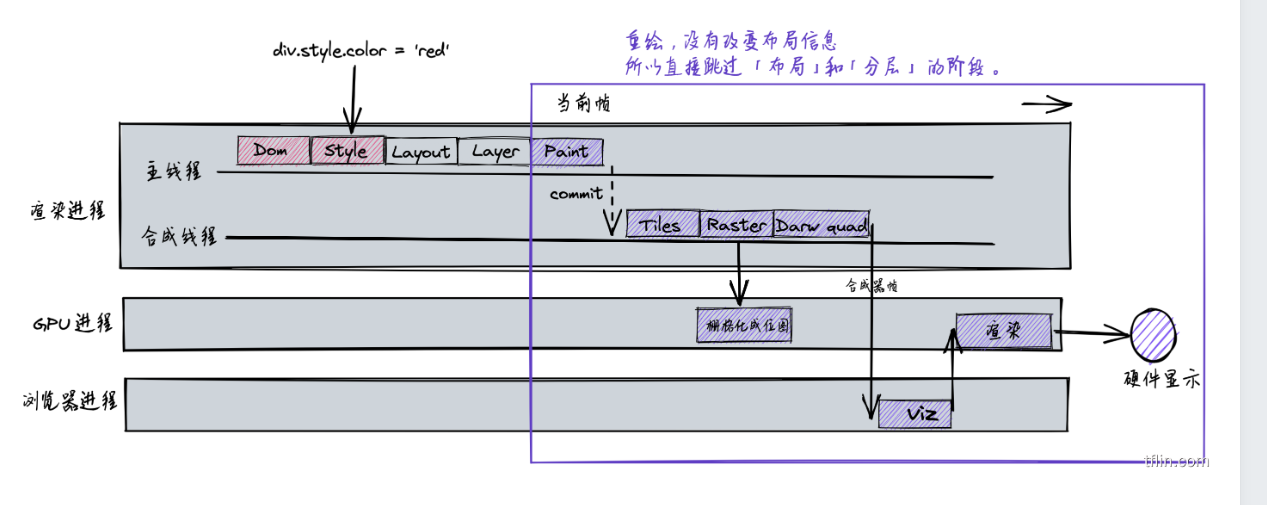 div.style.color = 'red'
重绘,没有改变布局信息
所以直接跳过「布局」和「分层」的阶段。
当前帧
Dom
Style
Layout
Layer
Paint
主线程
commit
渲染进程
Tiles
Raster
Darw quad
合成线程
合成器帧
GPU进程
栅格化成位图
渲染
硬件显示
浏览器进程
Viz
tflin.com